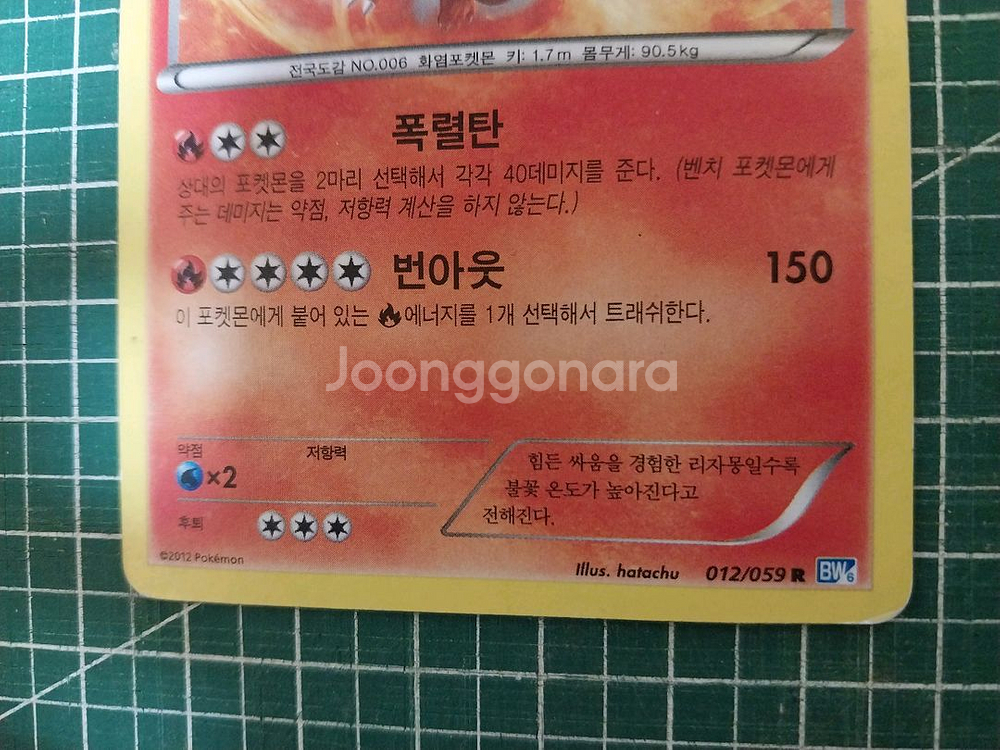 전국도감 NO.006 화염포켓몬 키: 1.7m 몸무게: 90.5kg
폭렬탄
상대의 포켓몬을 2마리 선택해서 각각 40데미지를 준다. (벤치 포켓몬에게
주는 데미지는 약점, 저항력 계산을 하지 않는다.)
번아웃 150
이 포켓몬에게 붙어 있는 에너지를 1개 선택해서 트래쉬한다.
Joonggonara
약점 저항력
×2
힘든 싸움을 경험한 리자몽일수록
불꽃 온도가 높아진다고
전해진다.
후퇴
©2012 Pokémon
Illus. hatachu 012/059 R BW6